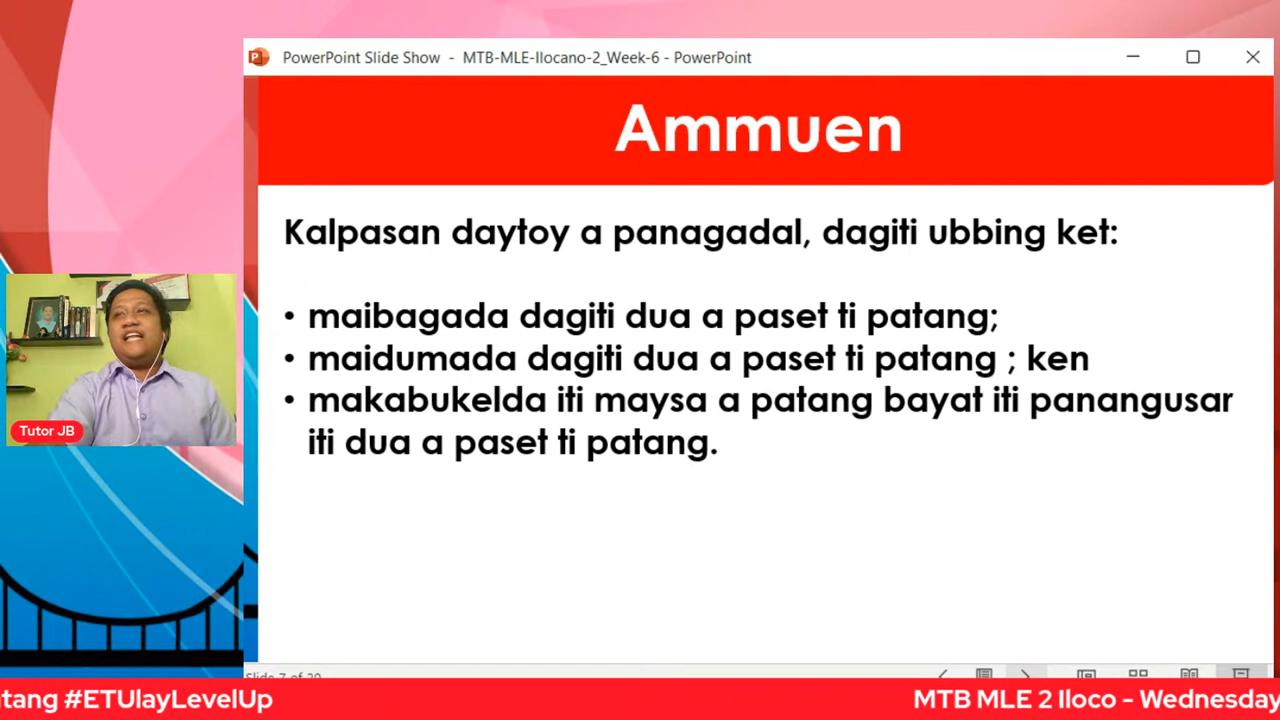 PowerPoint Slide Show - MTB-MLE-Ilocano-2_Week-6 - PowerPoint
Ammuen
Kalpasan daytoy a panagadal, dagiti ubbing ket:
• maibagada dagiti dua a paset ti patang;
• maidumada dagiti dua a paset ti patang ; ken
• makabukelda iti maysa a patang bayat iti panangusar
iti dua a paset ti patang.
Tutor JB
Slide 7 of 20
atang #ETUlayLevelUp
MTB MLE 2 Iloco - Wednesday